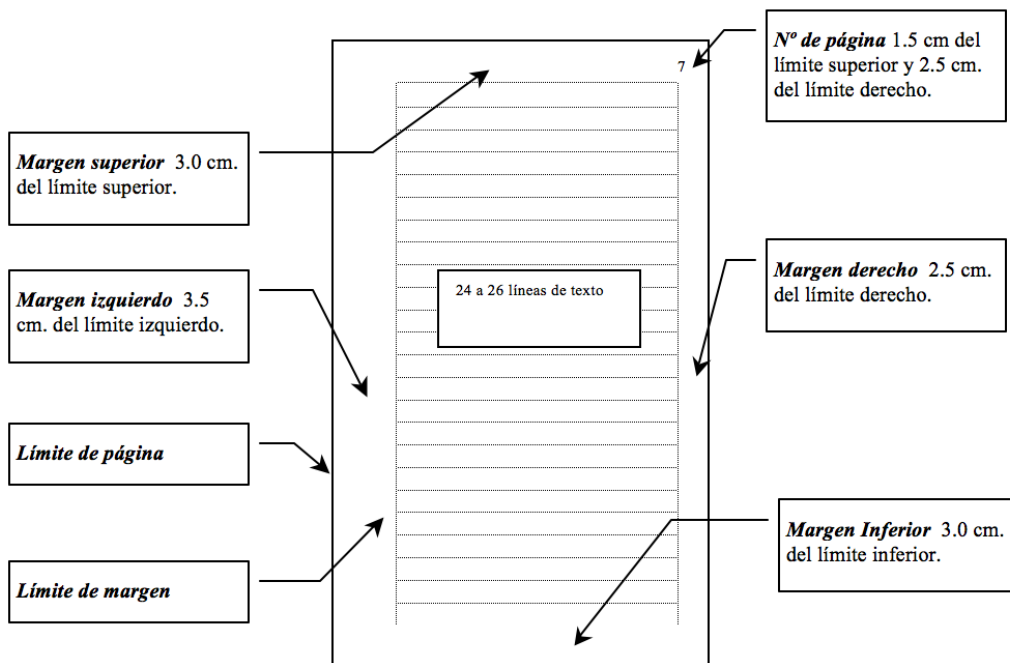 Nº de página 1.5 cm del
límite superior y 2.5 cm.
del límite derecho.
7
Margen superior 3.0 cm.
del límite superior.
Margen izquierdo 3.5
cm. del límite izquierdo.
24 a 26 líneas de texto
Margen derecho 2.5 cm.
del límite derecho.
Límite de página
Margen Inferior 3.0 cm.
del límite inferior.
Límite de margen